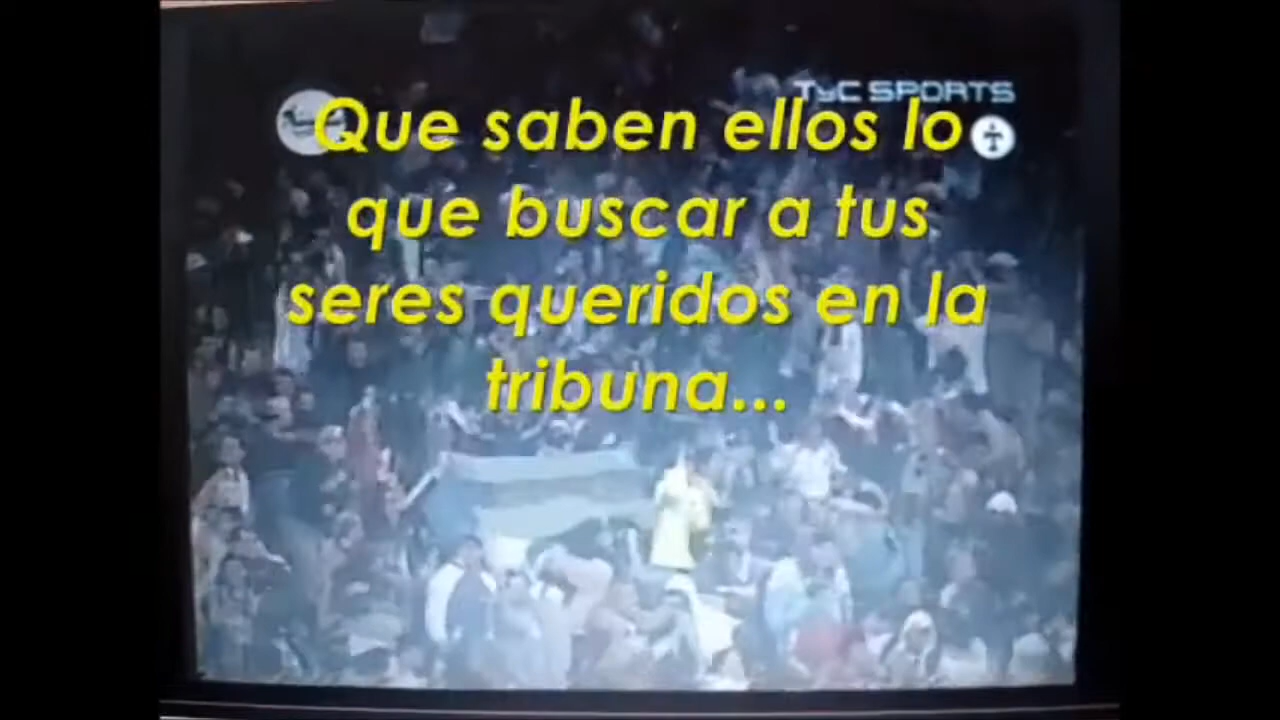 TyC SPORTS
Que saben ellos lo
que buscar a tus
seres queridos en la
tribuna...